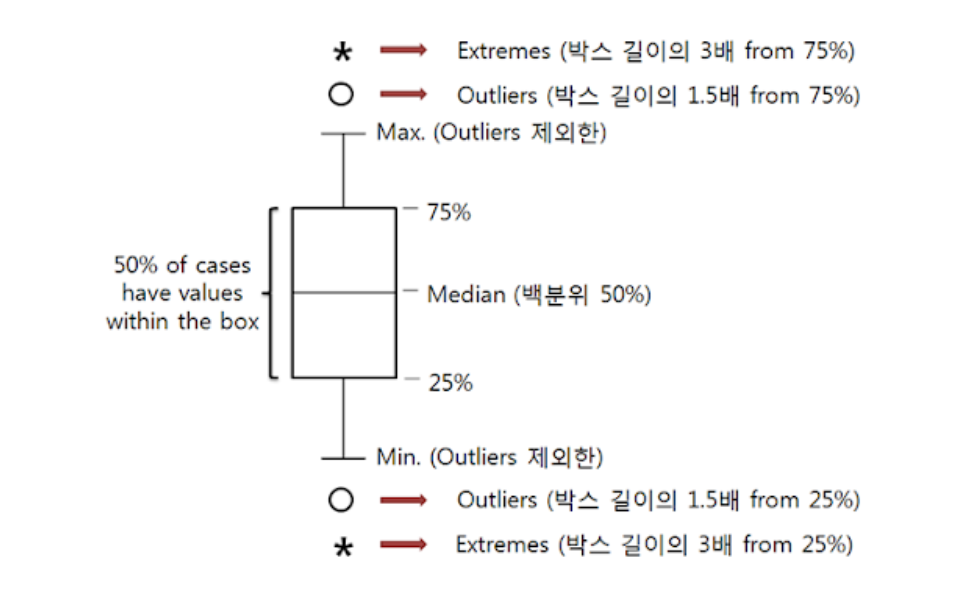 * Extremes (박스 길이의 3배 from 75%)
Outliers (박스 길이의 1.5배 from 75%)
Max. (Outliers 제외한)
75%
50% of cases
have values
within the box
Median (백분위 50%)
25%
Min. (Outliers 제외한)
Outliers (박스 길이의 1.5배 from 25%)
* Extremes (박스 길이의 3배 from 25%)